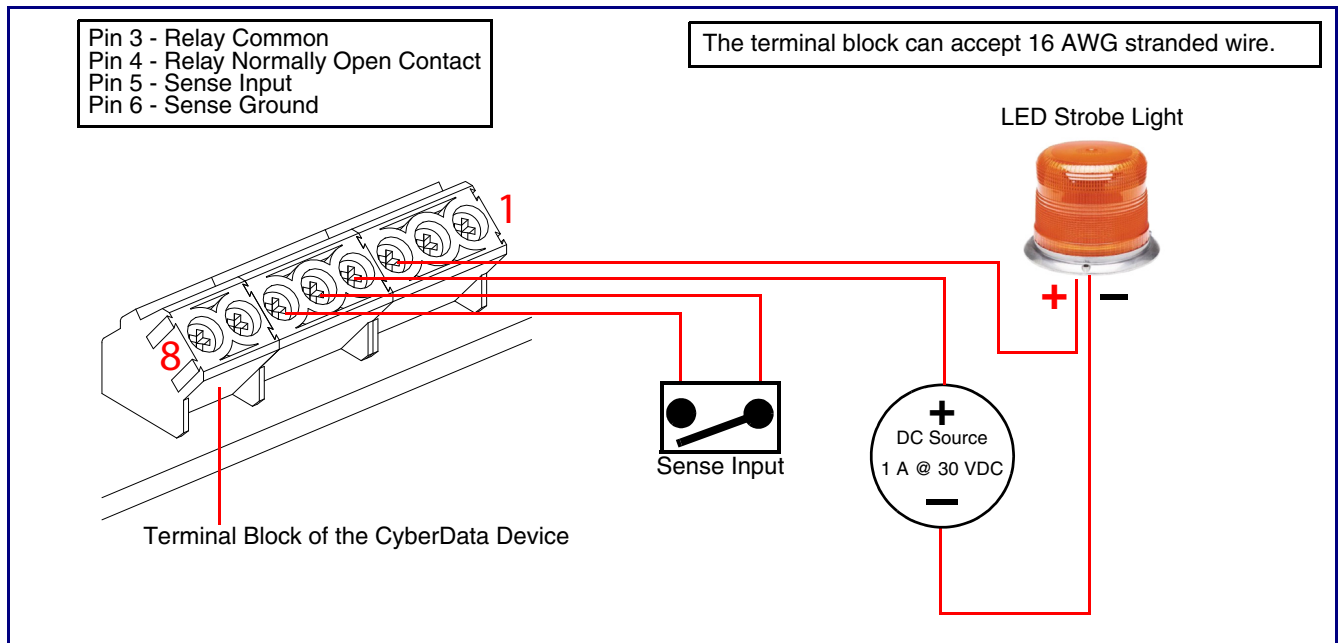 Pin 3 - Relay Common
Pin 4 - Relay Normally Open Contact
Pin 5 - Sense Input
Pin 6 - Sense Ground
The terminal block can accept 16 AWG stranded wire.
LED Strobe Light
1
8
+ −
Sense Input
+
DC Source
1 A @ 30 VDC
−
Terminal Block of the CyberData Device